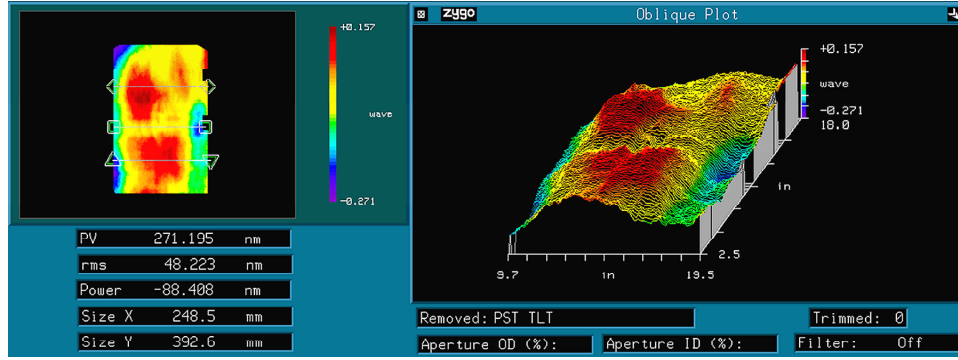 +0.157
wave
-0.271
PV 271.195 nm
rms 48.223 nm
Power -88.408 nm
Size X 248.5 mm
Size Y 392.6 mm
zygo Oblique Plot
+0.157
wave
-0.271
18.0
in
2.5
9.7 in 19.5
Removed: PST TLT
Trimmed: 0
Aperture OD (%):
Aperture ID (%):
Filter: Off